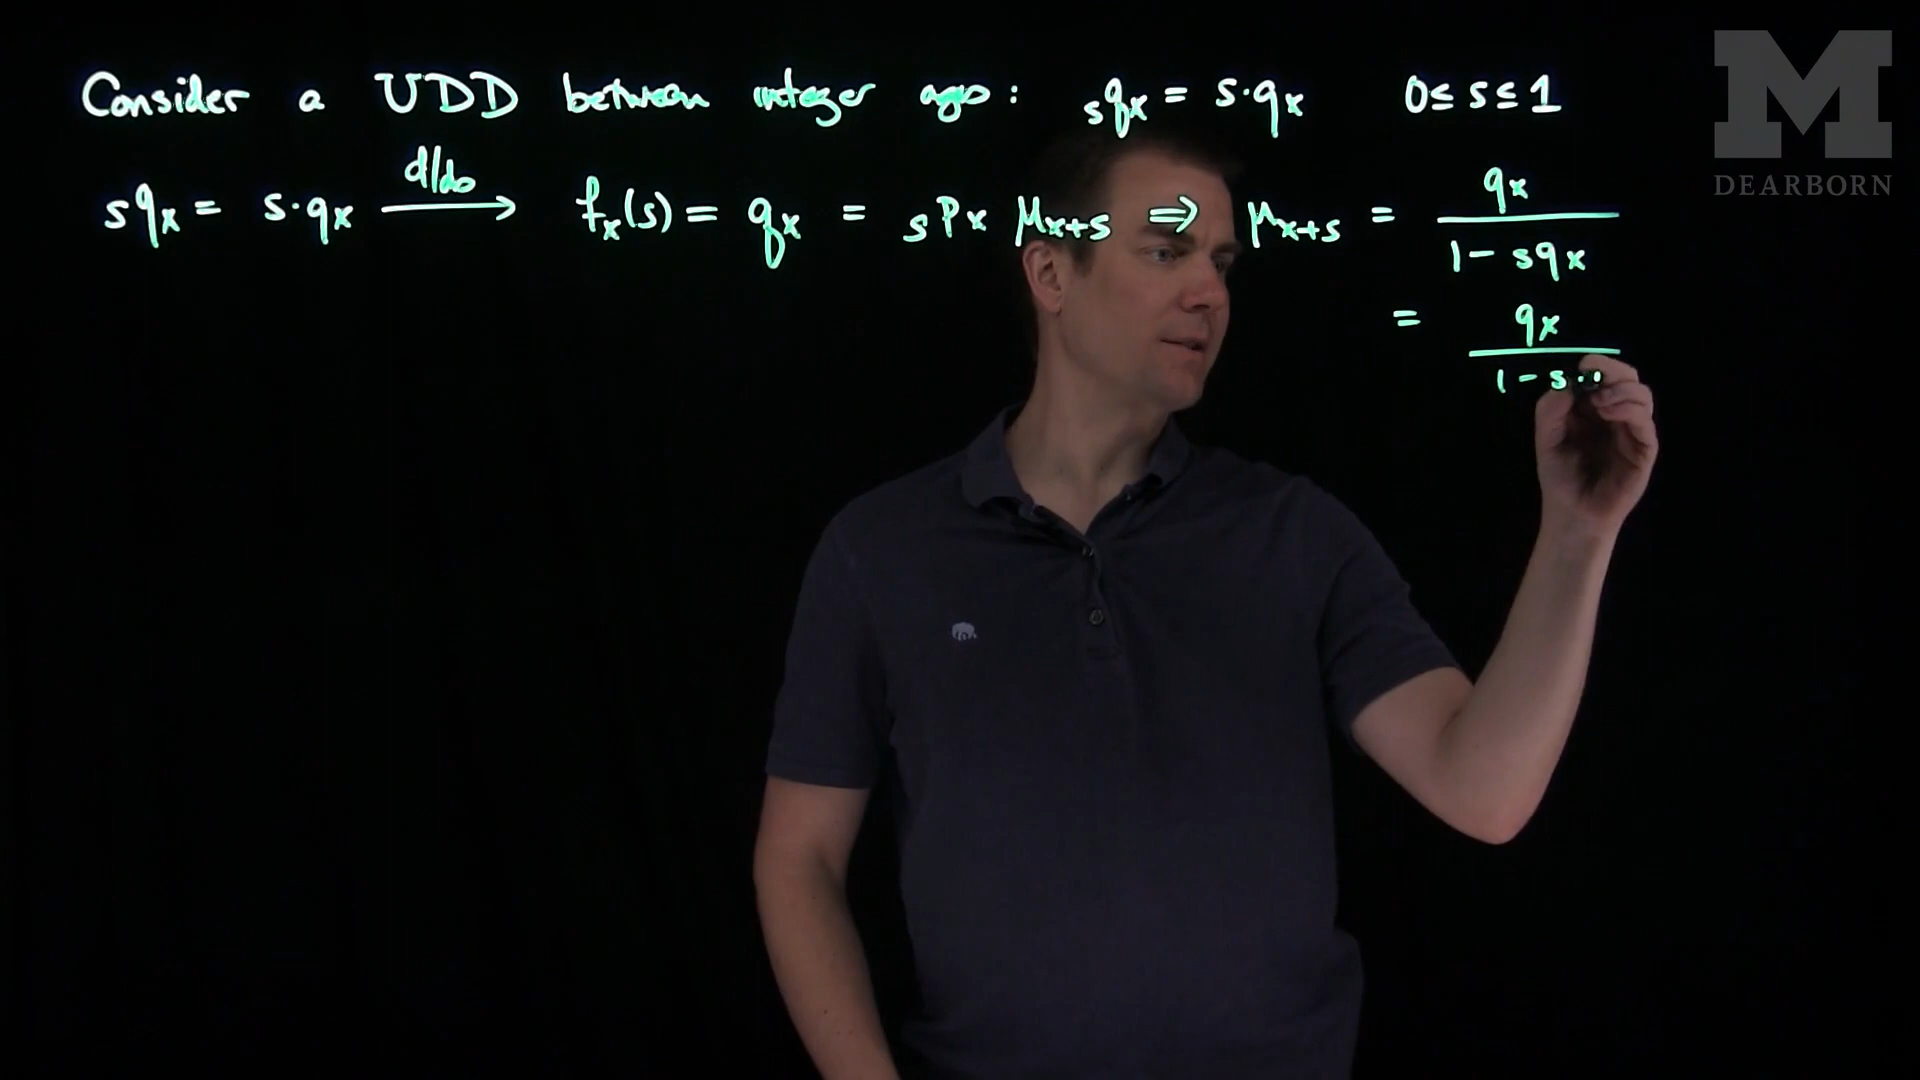 Consider a UDD between integer ages: sqx = s·qx 0≤s≤1
sqx = s·qx d/ds → fx(s) = qx = sPx μx+s ⇒ μx+s = qx / 1 - sqx
= qx / 1 - s·
M
DEARBORN